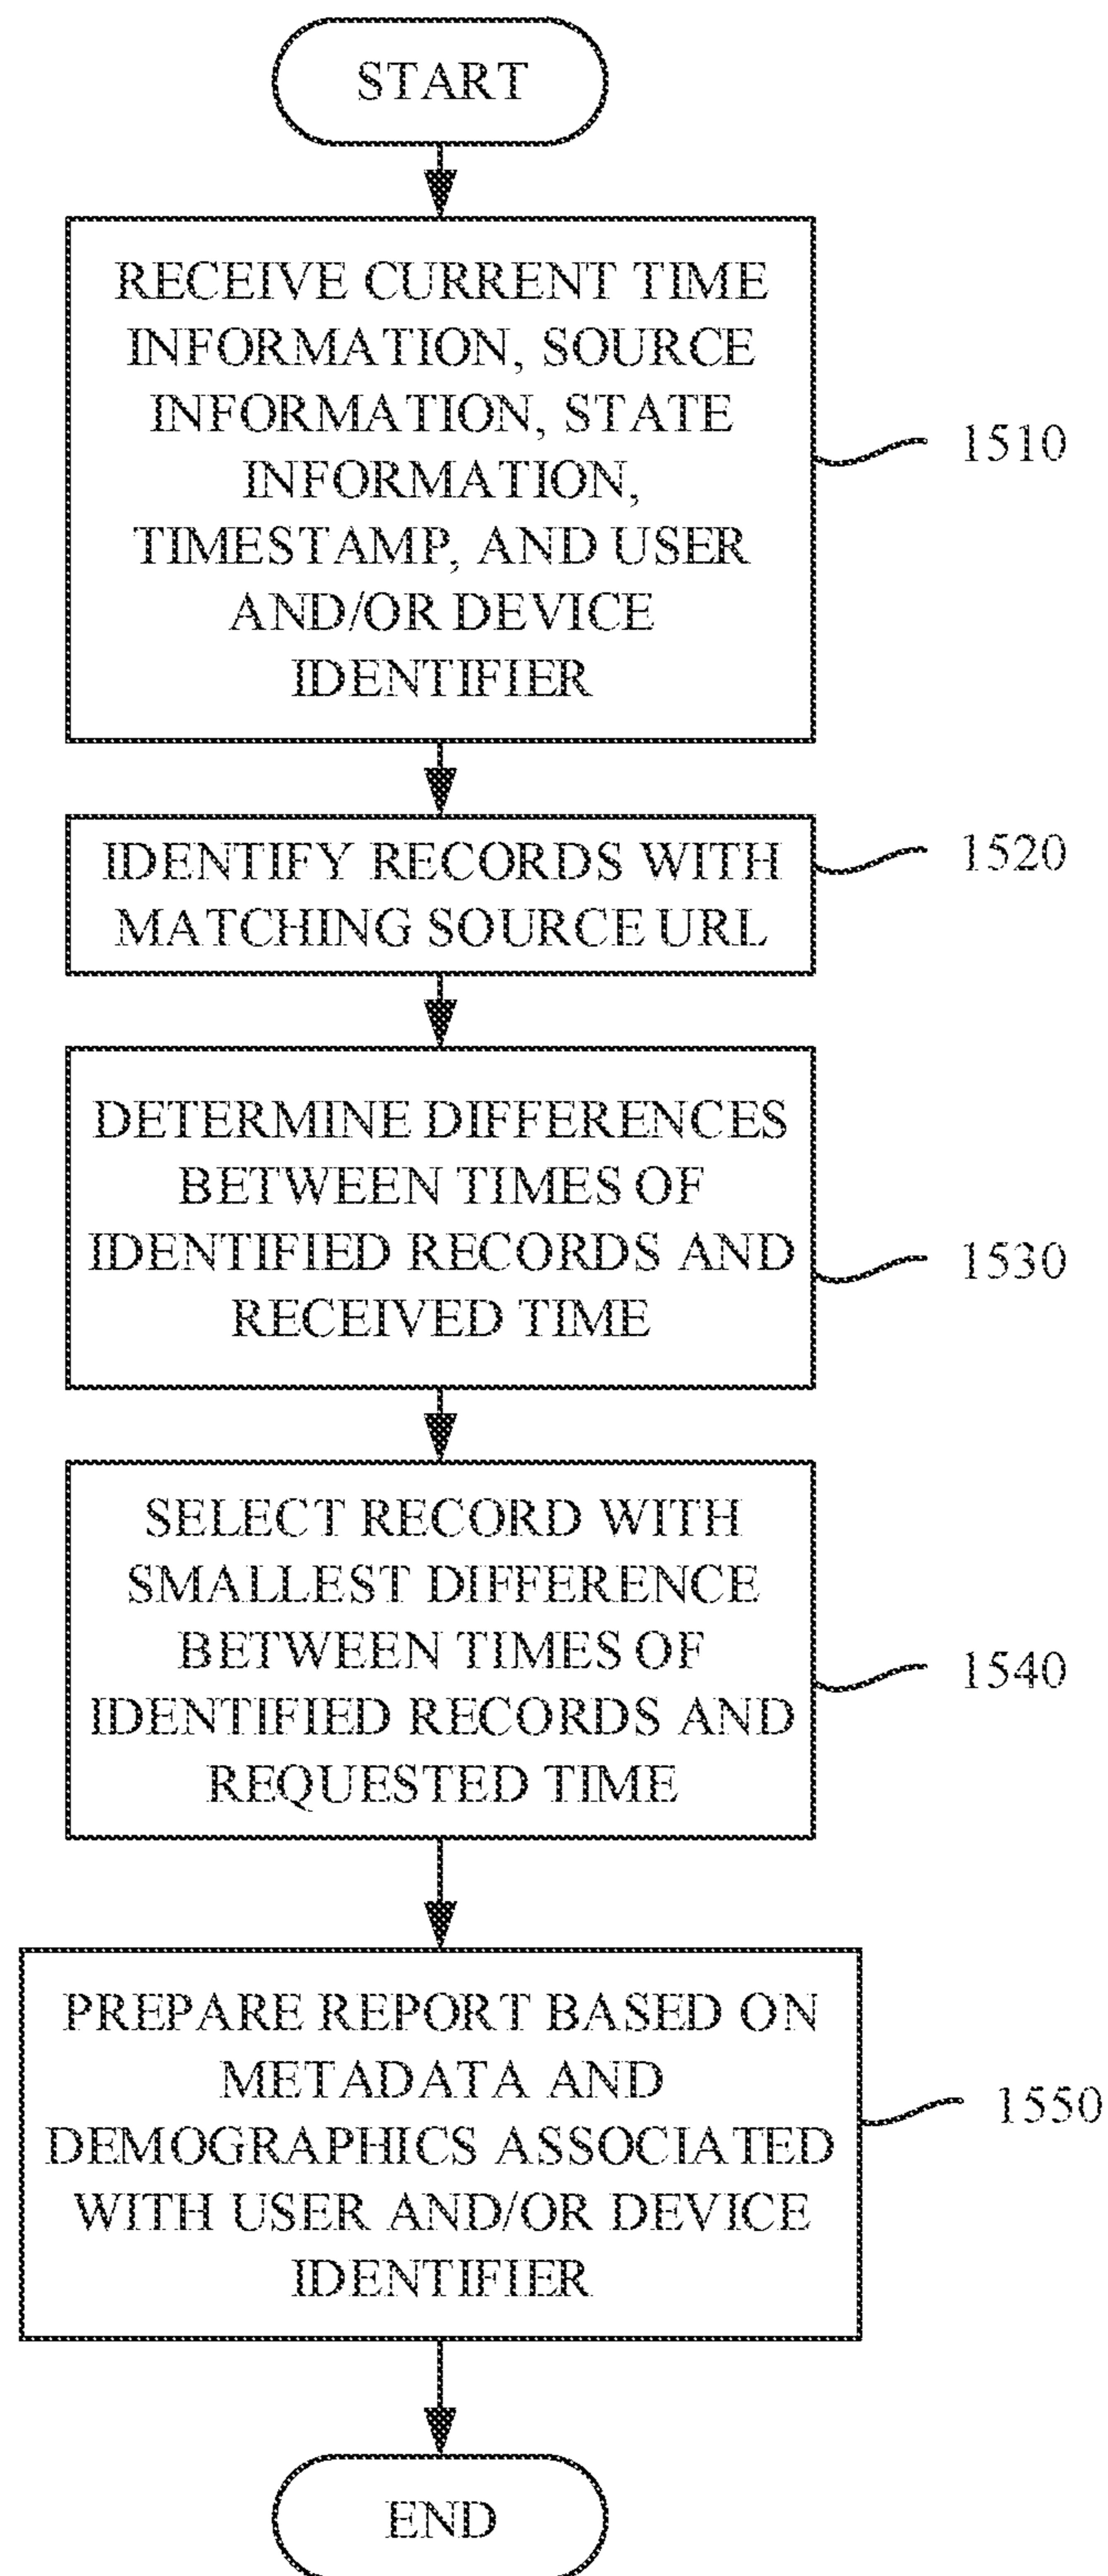 START
RECEIVE CURRENT TIME
INFORMATION, SOURCE
INFORMATION, STATE
INFORMATION,
TIMESTAMP, AND USER
AND/OR DEVICE
IDENTIFIER
1510
IDENTIFY RECORDS WITH
MATCHING SOURCE URL
1520
DETERMINE DIFFERENCES
BETWEEN TIMES OF
IDENTIFIED RECORDS AND
RECEIVED TIME
1530
SELECT RECORD WITH
SMALLEST DIFFERENCE
BETWEEN TIMES OF
IDENTIFIED RECORDS AND
REQUESTED TIME
1540
PREPARE REPORT BASED ON
METADATA AND
DEMOGRAPHICS ASSOCIATED
WITH USER AND/OR DEVICE
IDENTIFIER
1550
END